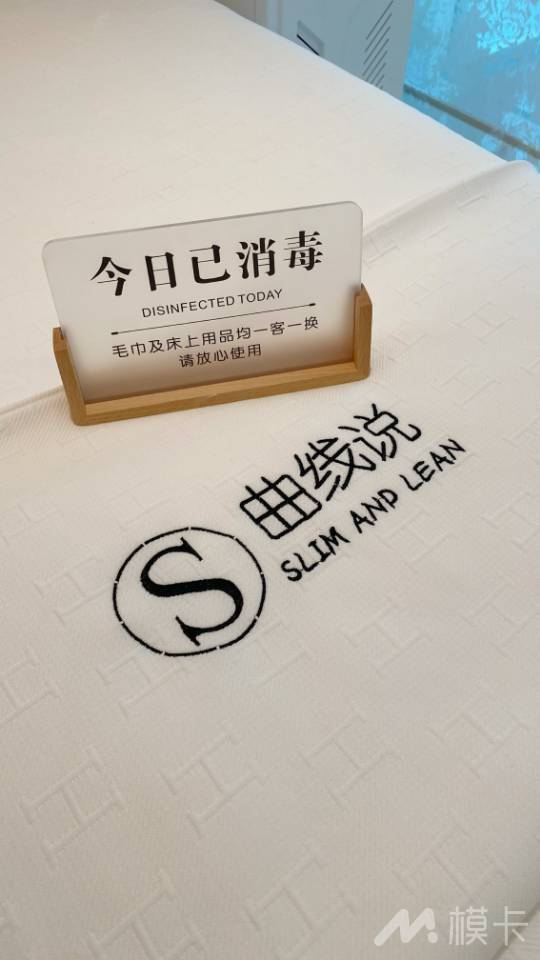 今日已消毒
DISINFECTED TODAY
毛巾及床上用品均一客一换
请放心使用
曲线说
SLIM AND LEAN
S
M.模卡